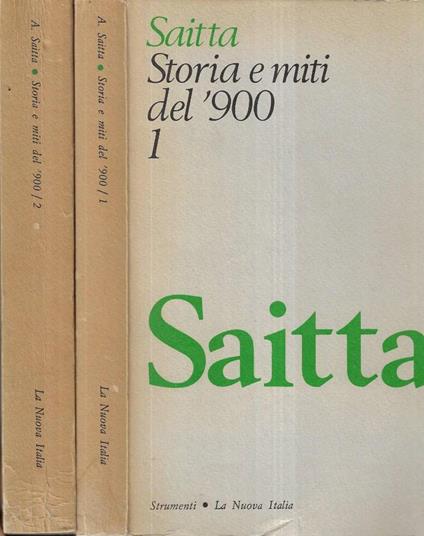 A. Saitta • Storia e miti del '900 / 2
La Nuova Italia
A. Saitta • Storia e miti del '900 / 1
La Nuova Italia
Saitta
Storia e miti
del '900
1
Saitta
Strumenti • La Nuova Italia